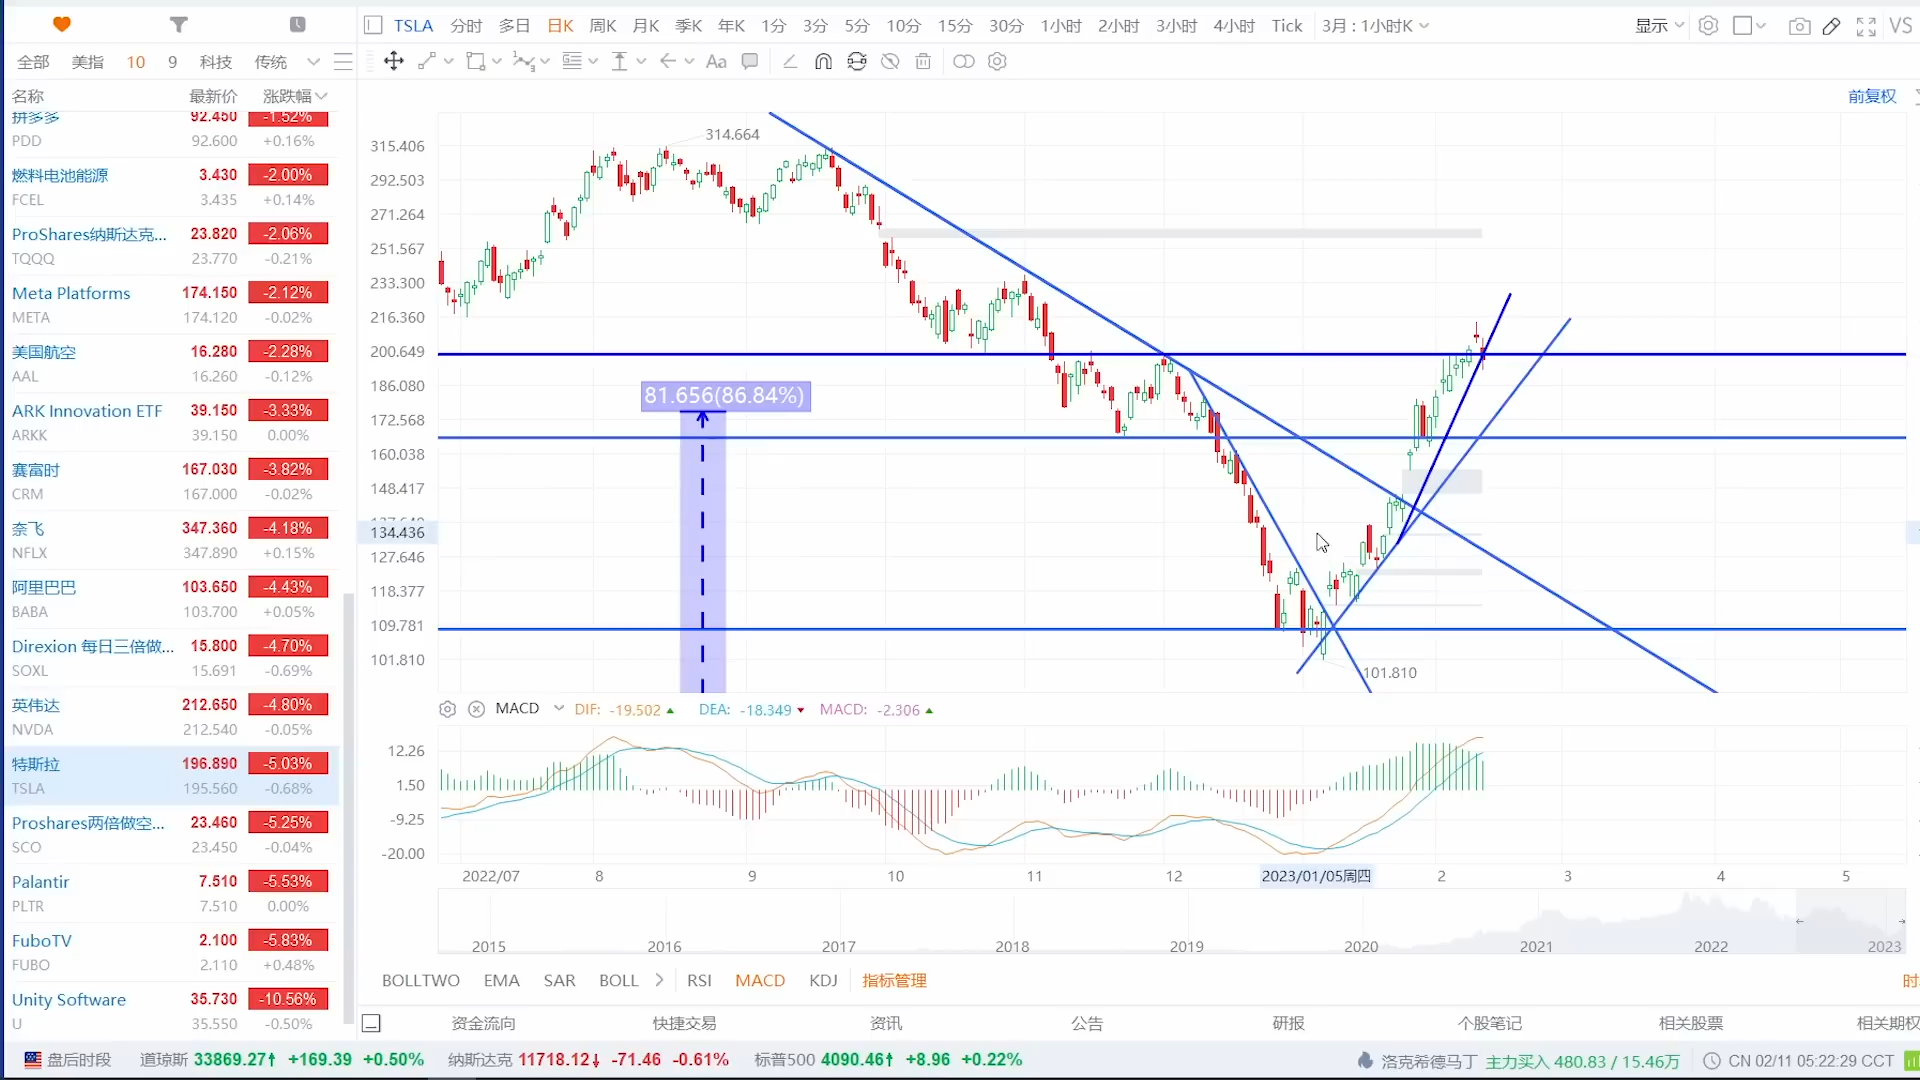 TSLA 分时 多日 日K 周K 月K 季K 年K 1分 3分 5分 10分 15分 30分 1小时 2小时 3小时 4小时 Tick 3月 : 1小时K 显示 VS
全部 美指 10 9 科技 传统
Aa
名称 最新价 涨跌幅
前复权
拼多多 92.450 -1.52%
PDD 92.600 +0.16%
燃料电池能源 3.430 -2.00%
FCEL 3.435 +0.14%
ProShares纳斯达克... 23.820 -2.06%
TQQQ 23.770 -0.21%
Meta Platforms 174.150 -2.12%
META 174.120 -0.02%
美国航空 16.280 -2.28%
AAL 16.260 -0.12%
ARK Innovation ETF 39.150 -3.33%
ARKK 39.150 0.00%
赛富时 167.030 -3.82%
CRM 167.000 -0.02%
奈飞 347.360 -4.18%
NFLX 347.890 +0.15%
阿里巴巴 103.650 -4.43%
BABA 103.700 +0.05%
Direxion 每日三倍做... 15.800 -4.70%
SOXL 15.691 -0.69%
英伟达 212.650 -4.80%
NVDA 212.540 -0.05%
特斯拉 196.890 -5.03%
TSLA 195.560 -0.68%
Proshares两倍做空... 23.460 -5.25%
SCO 23.450 -0.04%
Palantir 7.510 -5.53%
PLTR 7.510 0.00%
FuboTV 2.100 -5.83%
FUBO 2.110 +0.48%
Unity Software 35.730 -10.56%
U 35.550 -0.50%
314.664
315.406
292.503
271.264
251.567
233.300
216.360
200.649
186.080
81.656(86.84%)
172.568
160.038
148.417
134.436
127.646
118.377
109.781
101.810
101.810
MACD DIF: -19.502 DEA: -18.349 MACD: -2.306
12.26
1.50
-9.25
-20.00
2022/07 8 9 10 11 12 2023/01/05周四 2 3 4 5
2015 2016 2017 2018 2019 2020 2021 2022 2023
BOLLTWO EMA SAR BOLL RSI MACD KDJ 指标管理
资金流向 快捷交易 资讯 公告 研报 个股笔记 相关股票 相关期权
盘后时段 道琼斯 33869.27↑ +169.39 +0.50% 纳斯达克 11718.12↓ -71.46 -0.61% 标普500 4090.46↑ +8.96 +0.22% 洛克希德马丁 主力买入 480.83 / 15.46万 CN 02/11 05:22:29 CCT